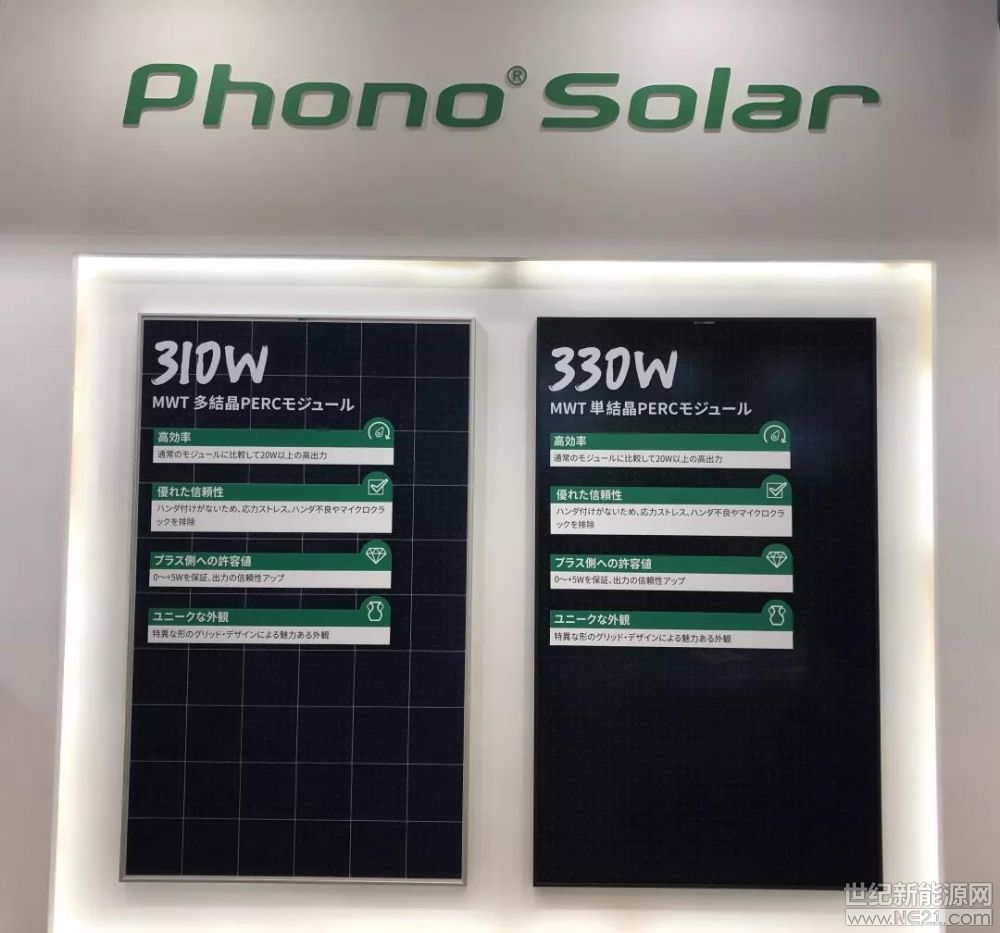 Phono® Solar
310W
MWT 多結晶PERCモジュール
高効率
通常のモジュールに比較して20W以上の高出力
優れた信頼性
ハンダ付けがないため、応力ストレス、ハンダ不良やマイクロクラ
ックを排除
プラス側への許容値
0～+5Wを保証、出力の信頼性アップ
ユニークな外観
特異な形のグリッド・デザインによる魅力ある外観
330W
MWT 単結晶PERCモジュール
高効率
通常のモジュールに比較して20W以上の高出力
優れた信頼性
ハンダ付けがないため、応力ストレス、ハンダ不良やマイクロクラ
ックを排除
プラス側への許容値
0～+5Wを保証、出力の信頼性アップ
ユニークな外観
特異な形のグリッド・デザインによる魅力ある外観
世纪新能源网
www.NE21.com